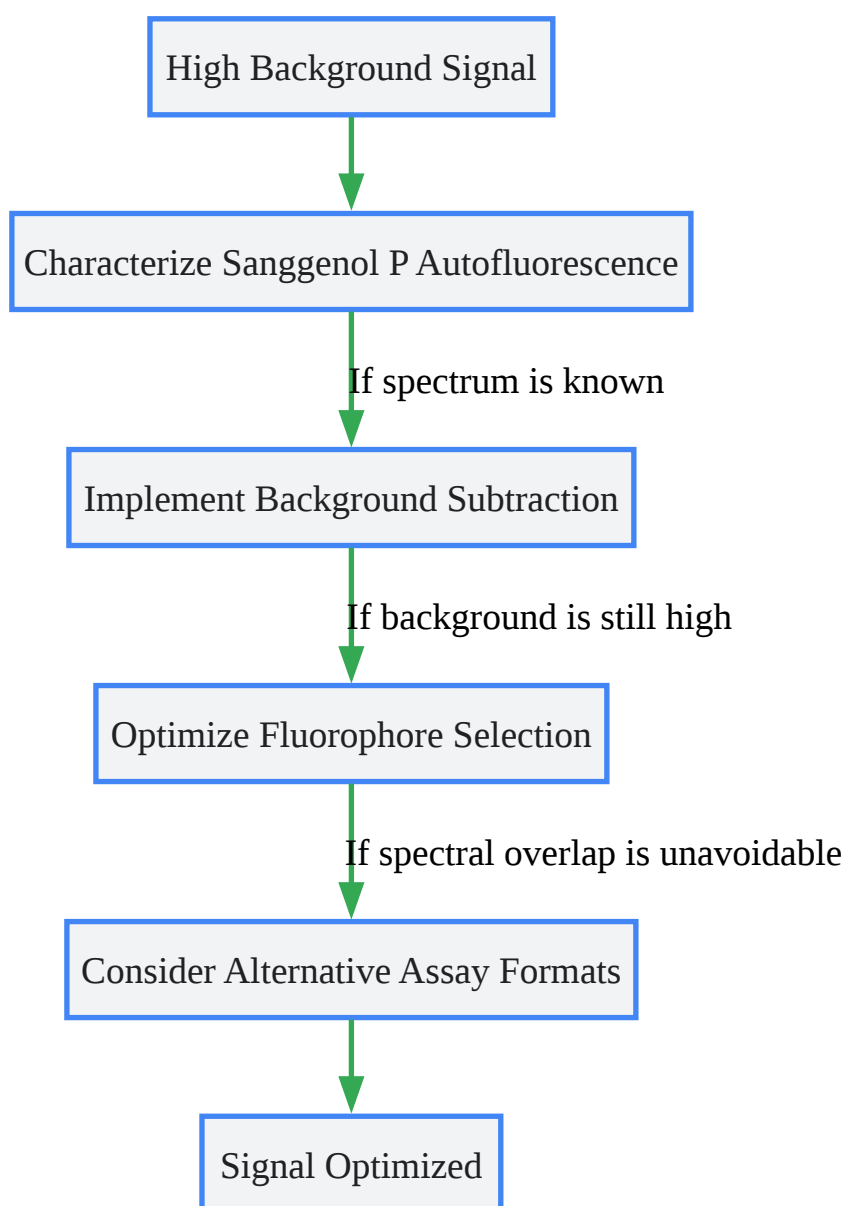 High Background Signal
Characterize Sanggenol P Autofluorescence
If spectrum is known
Implement Background Subtraction
If background is still high
Optimize Fluorophore Selection
If spectral overlap is unavoidable
Consider Alternative Assay Formats
Signal Optimized